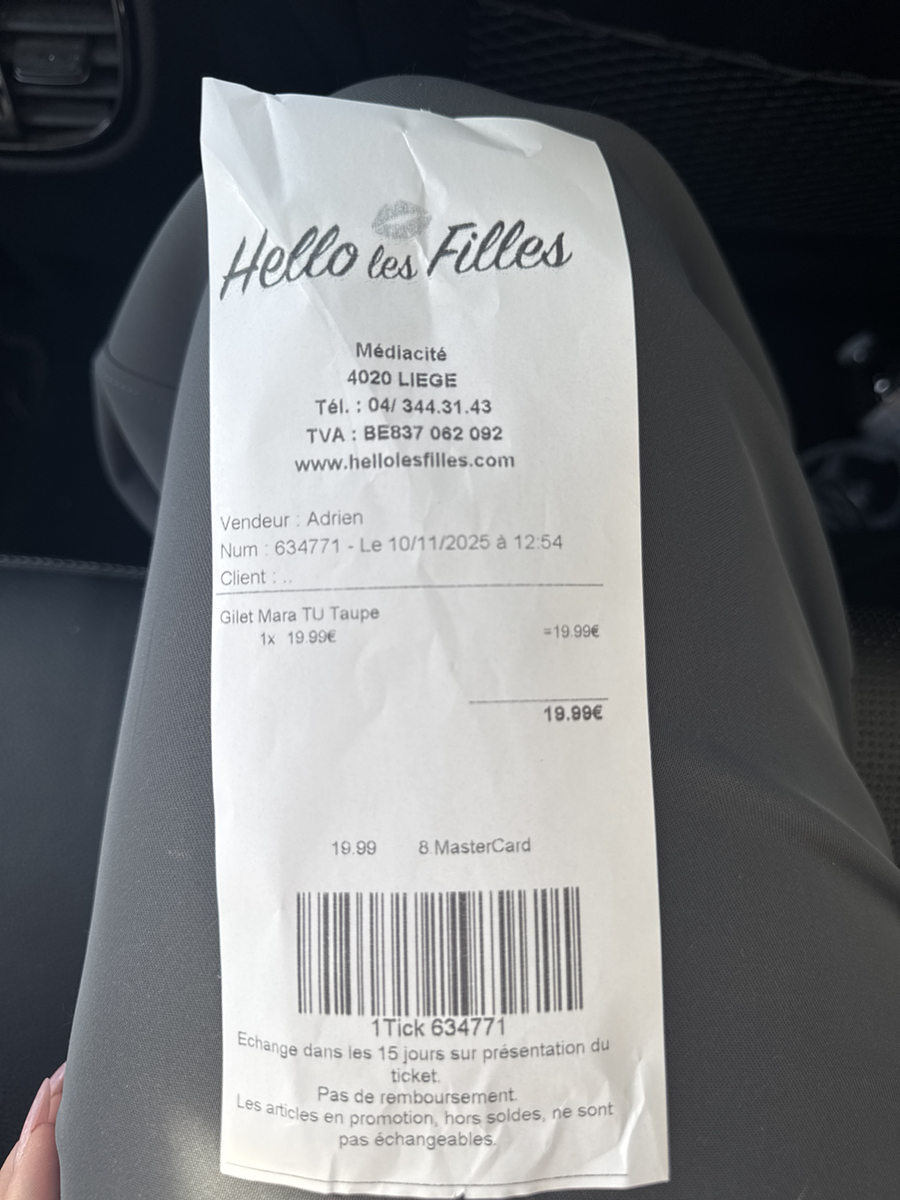 Hello les Filles
Médiacité
4020 LIEGE
Tél. : 04/ 344.31.43
TVA : BE837 062 092
www.hellolesfilles.com
Vendeur : Adrien
Num : 634771 - Le 10/11/2025 à 12:54
Client : ..
Gilet Mara TU Taupe
1x 19.99€ =19.99€
19.99€
19.99 8 MasterCard
1Tick 634771
Echange dans les 15 jours sur présentation du
ticket.
Pas de remboursement.
Les articles en promotion, hors soldes, ne sont
pas échangeables.